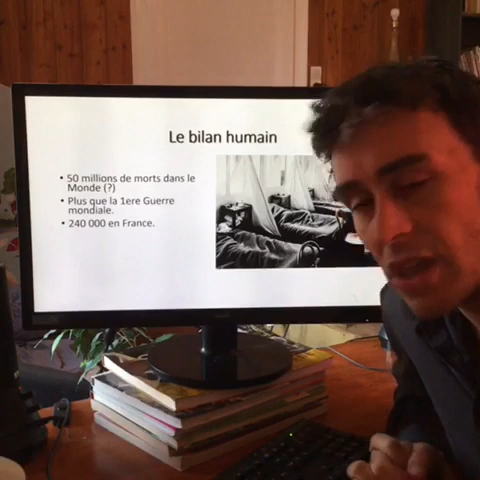 Le bilan humain
• 50 millions de morts dans le
Monde (?)
• Plus que la 1ere Guerre
mondiale.
• 240 000 en France.